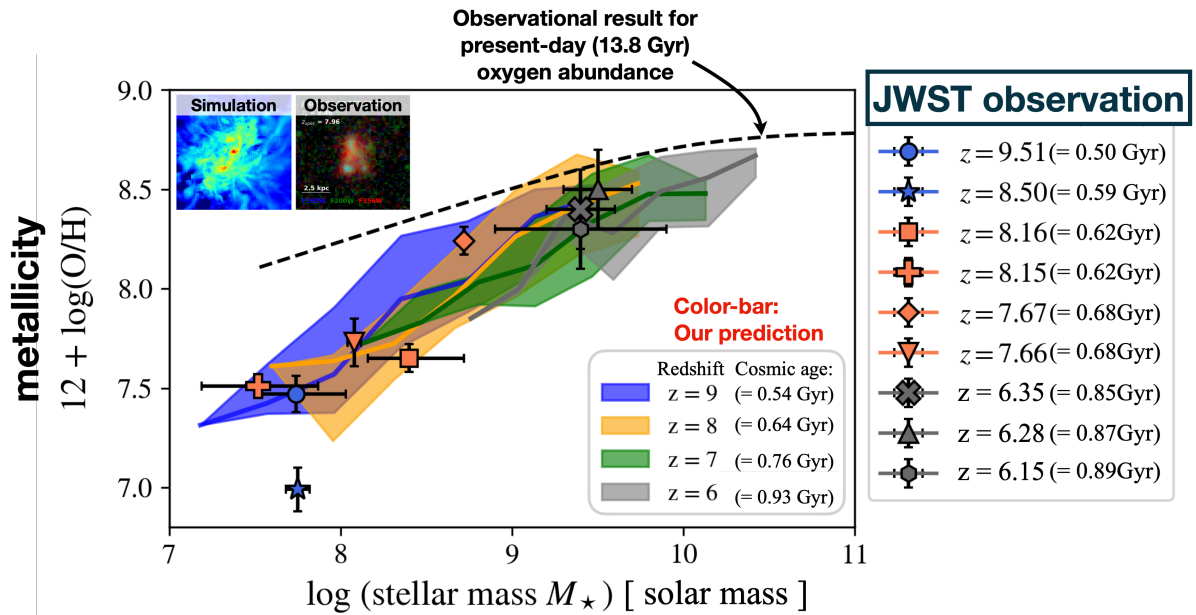 Observational result for
present-day (13.8 Gyr)
oxygen abundance
JWST observation
Simulation
Observation
z_spec = 7.96
2.5 kpc
F200W F356W
metallicity
12 + log(O/H)
9.0
8.5
8.0
7.5
7.0
7 8 9 10 11
log (stellar mass M⋆) [ solar mass ]
Color-bar:
Our prediction
Redshift Cosmic age:
z = 9 (= 0.54 Gyr)
z = 8 (= 0.64 Gyr)
z = 7 (= 0.76 Gyr)
z = 6 (= 0.93 Gyr)
z = 9.51 (= 0.50 Gyr)
z = 8.50 (= 0.59 Gyr)
z = 8.16 (= 0.62Gyr)
z = 8.15 (= 0.62Gyr)
z = 7.67 (= 0.68Gyr)
z = 7.66 (= 0.68Gyr)
z = 6.35 (= 0.85Gyr)
z = 6.28 (= 0.87Gyr)
z = 6.15 (= 0.89Gyr)